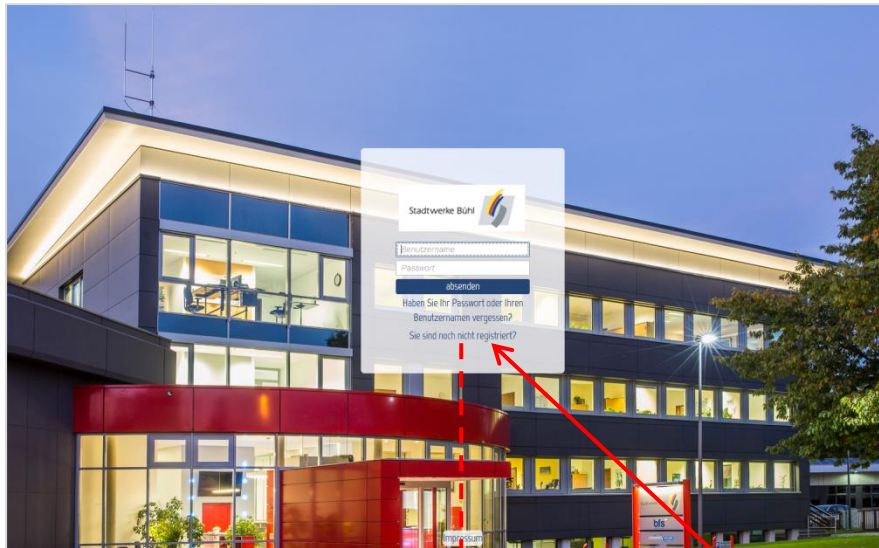 Stadtwerke Bühl
Benutzername
Passwort
absenden
Haben Sie Ihr Passwort oder Ihren
Benutzernamen vergessen?
Sie sind noch nicht registriert?
bfs
Impressum